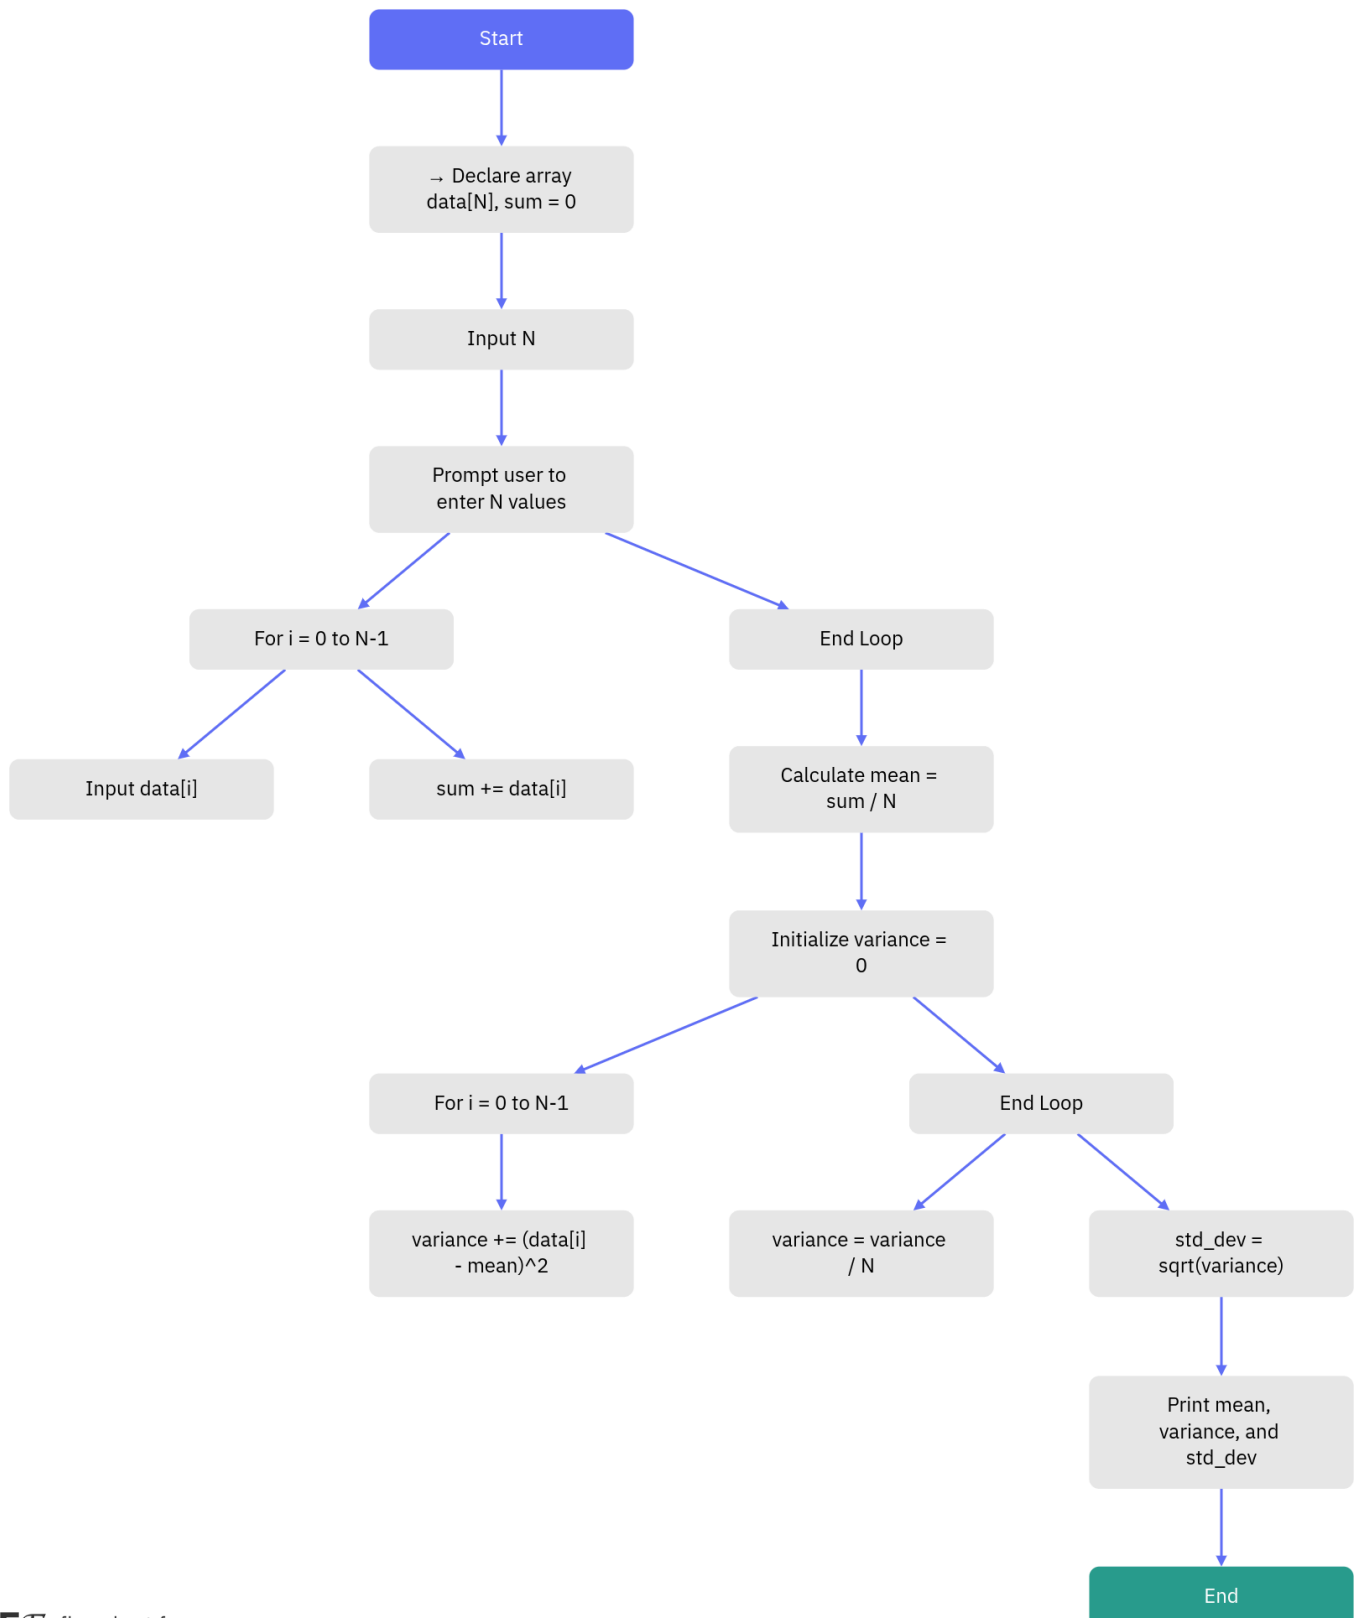 Start
→ Declare array
data[N], sum = 0
Input N
Prompt user to
enter N values
For i = 0 to N-1
End Loop
Input data[i]
sum += data[i]
Calculate mean =
sum / N
Initialize variance =
0
For i = 0 to N-1
End Loop
variance += (data[i]
- mean)^2
variance = variance
/ N
std_dev =
sqrt(variance)
Print mean,
variance, and
std_dev
End